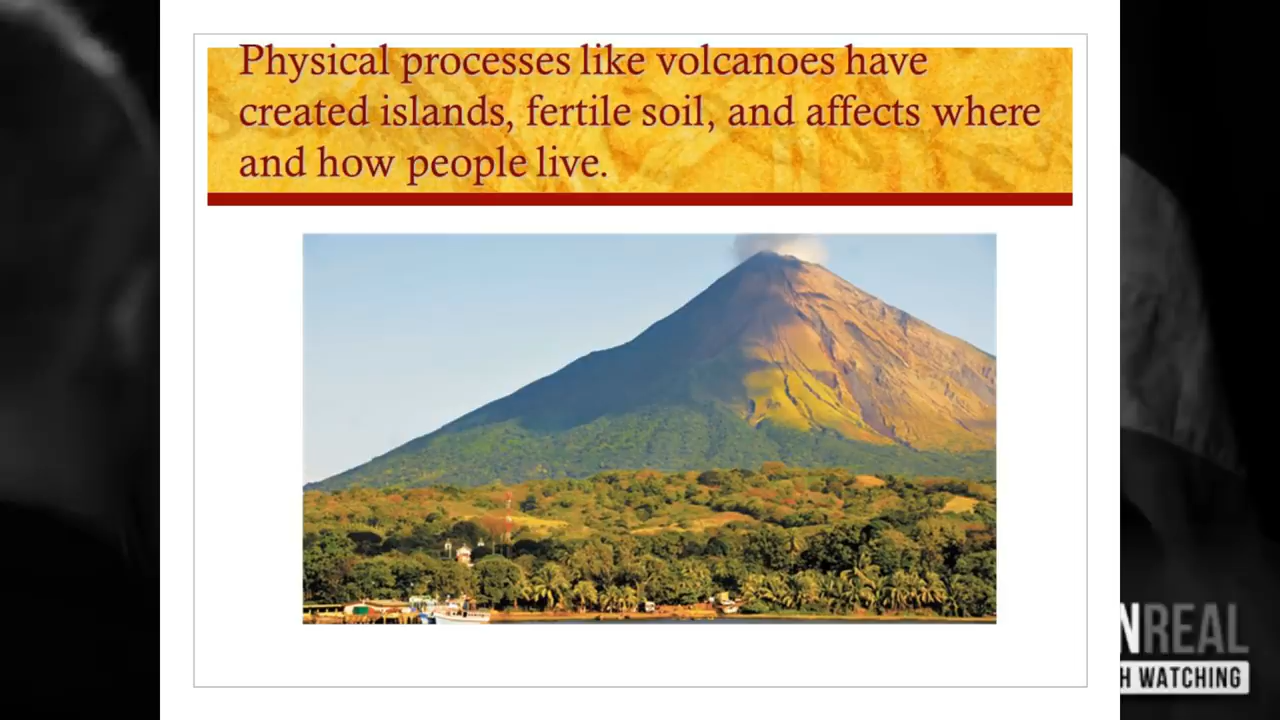 Physical processes like volcanoes have
created islands, fertile soil, and affects where
and how people live.
NREAL
H WATCHING